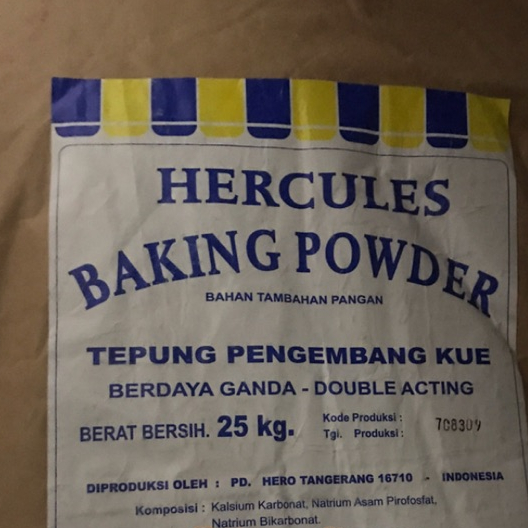 HERCULES
BAKING POWDER
BAHAN TAMBAHAN PANGAN
TEPUNG PENGEMBANG KUE
BERDAYA GANDA - DOUBLE ACTING
BERAT BERSIH. 25 kg.
Kode Produksi :
Tgl. Produksi :
DIPRODUKSI OLEH : PD. HERO TANGERANG 16710 - INDONESIA
Komposisi : Kalsium Karbonat, Natrium Asam Pirofosfat,
Natrium Bikarbonat.